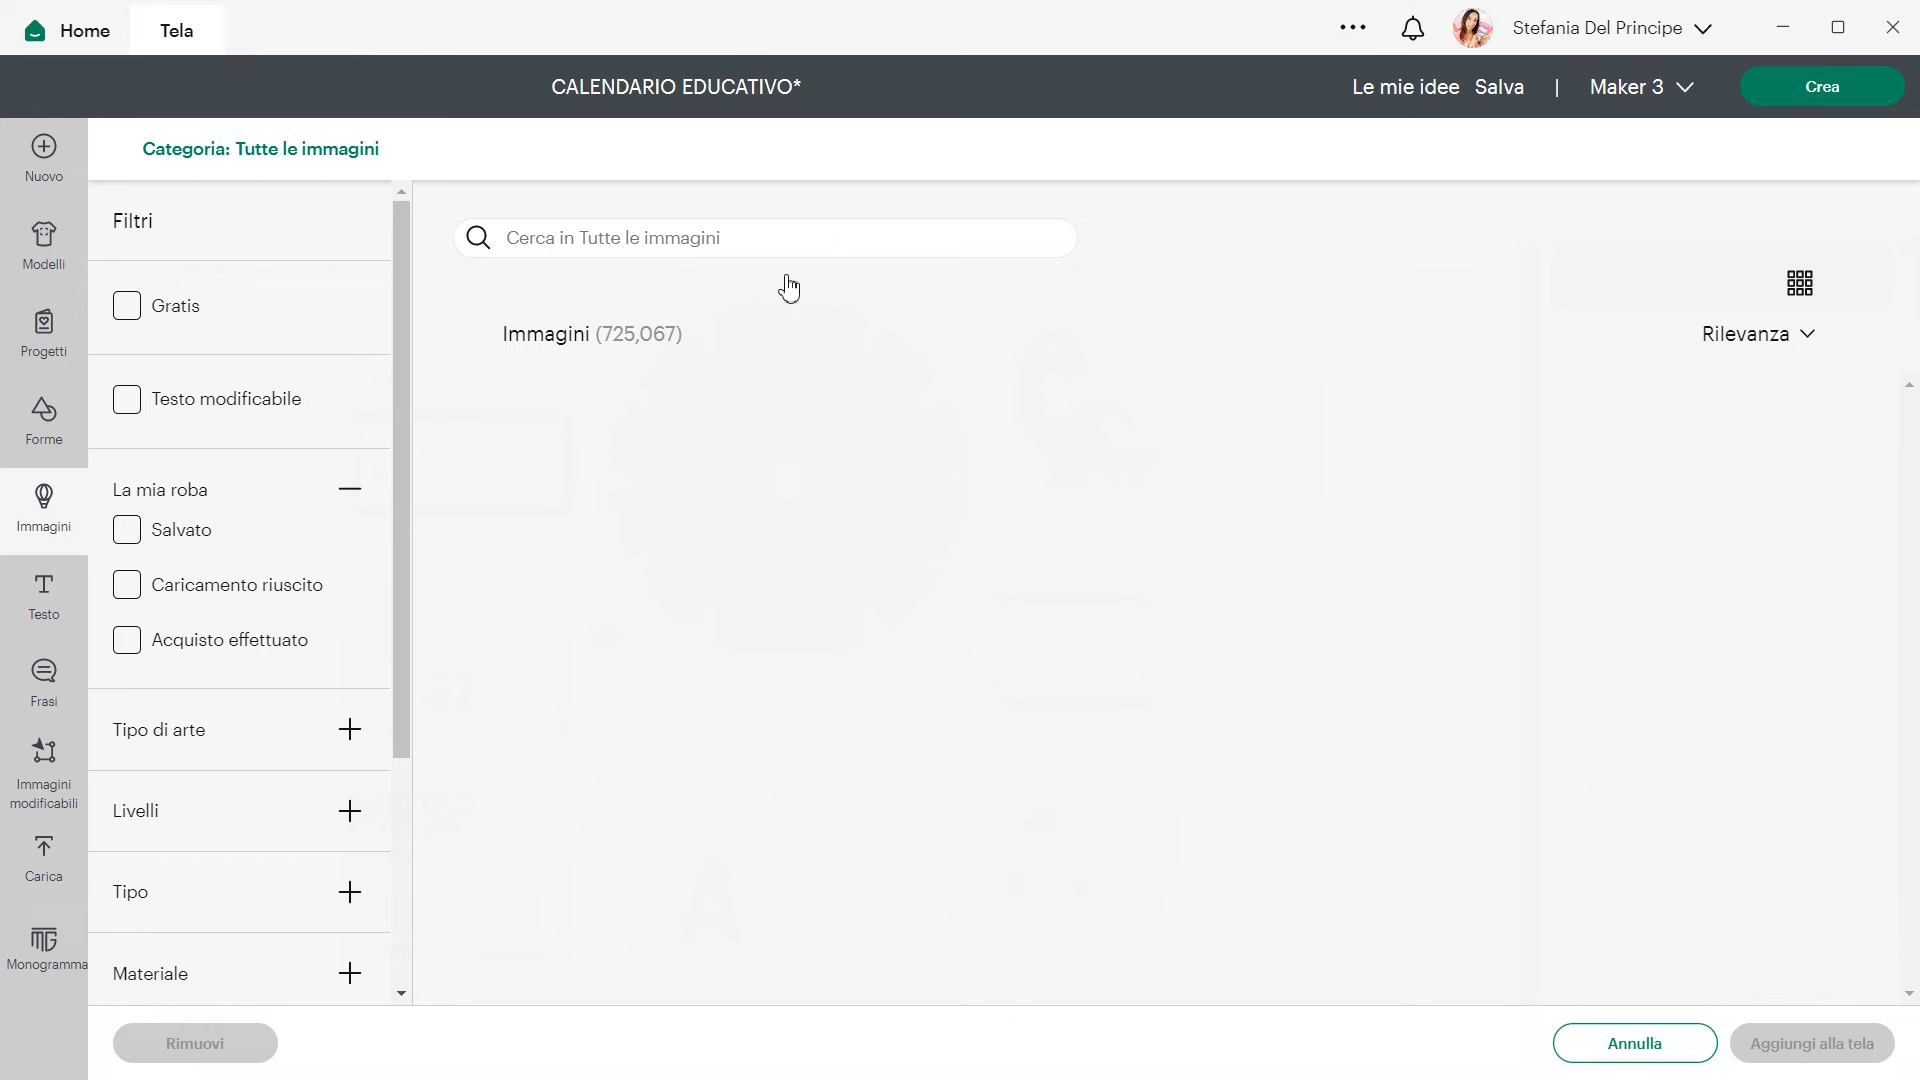 Home
Tela
Stefania Del Principe
CALENDARIO EDUCATIVO*
Le mie idee
Salva
|
Maker 3
Crea
Categoria: Tutte le immagini
Nuovo
Modelli
Progetti
Forme
Immagini
Testo
Frasi
Immagini
modificabili
Carica
Monogramma
Filtri
Gratis
Testo modificabile
La mia roba
Salvato
Caricamento riuscito
Acquisto effettuato
Tipo di arte
Livelli
Tipo
Materiale
Cerca in Tutte le immagini
Immagini (725,067)
Rilevanza
Rimuovi
Annulla
Aggiungi alla tela